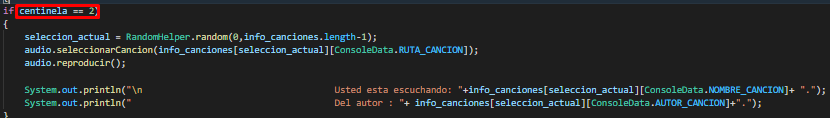 if centinela == 2)
{
seleccion_actual = RandomHelper.random(0,info_canciones.length-1);
audio.seleccionarCancion(info_canciones[seleccion_actual][ConsoleData.RUTA_CANCION]);
audio.reproducir();
System.out.println("\n Usted esta escuchando: "+info_canciones[seleccion_actual][ConsoleData.NOMBRE_CANCION]+ ".");
System.out.println(" Del autor : "+ info_canciones[seleccion_actual][ConsoleData.AUTOR_CANCION]+".");
}